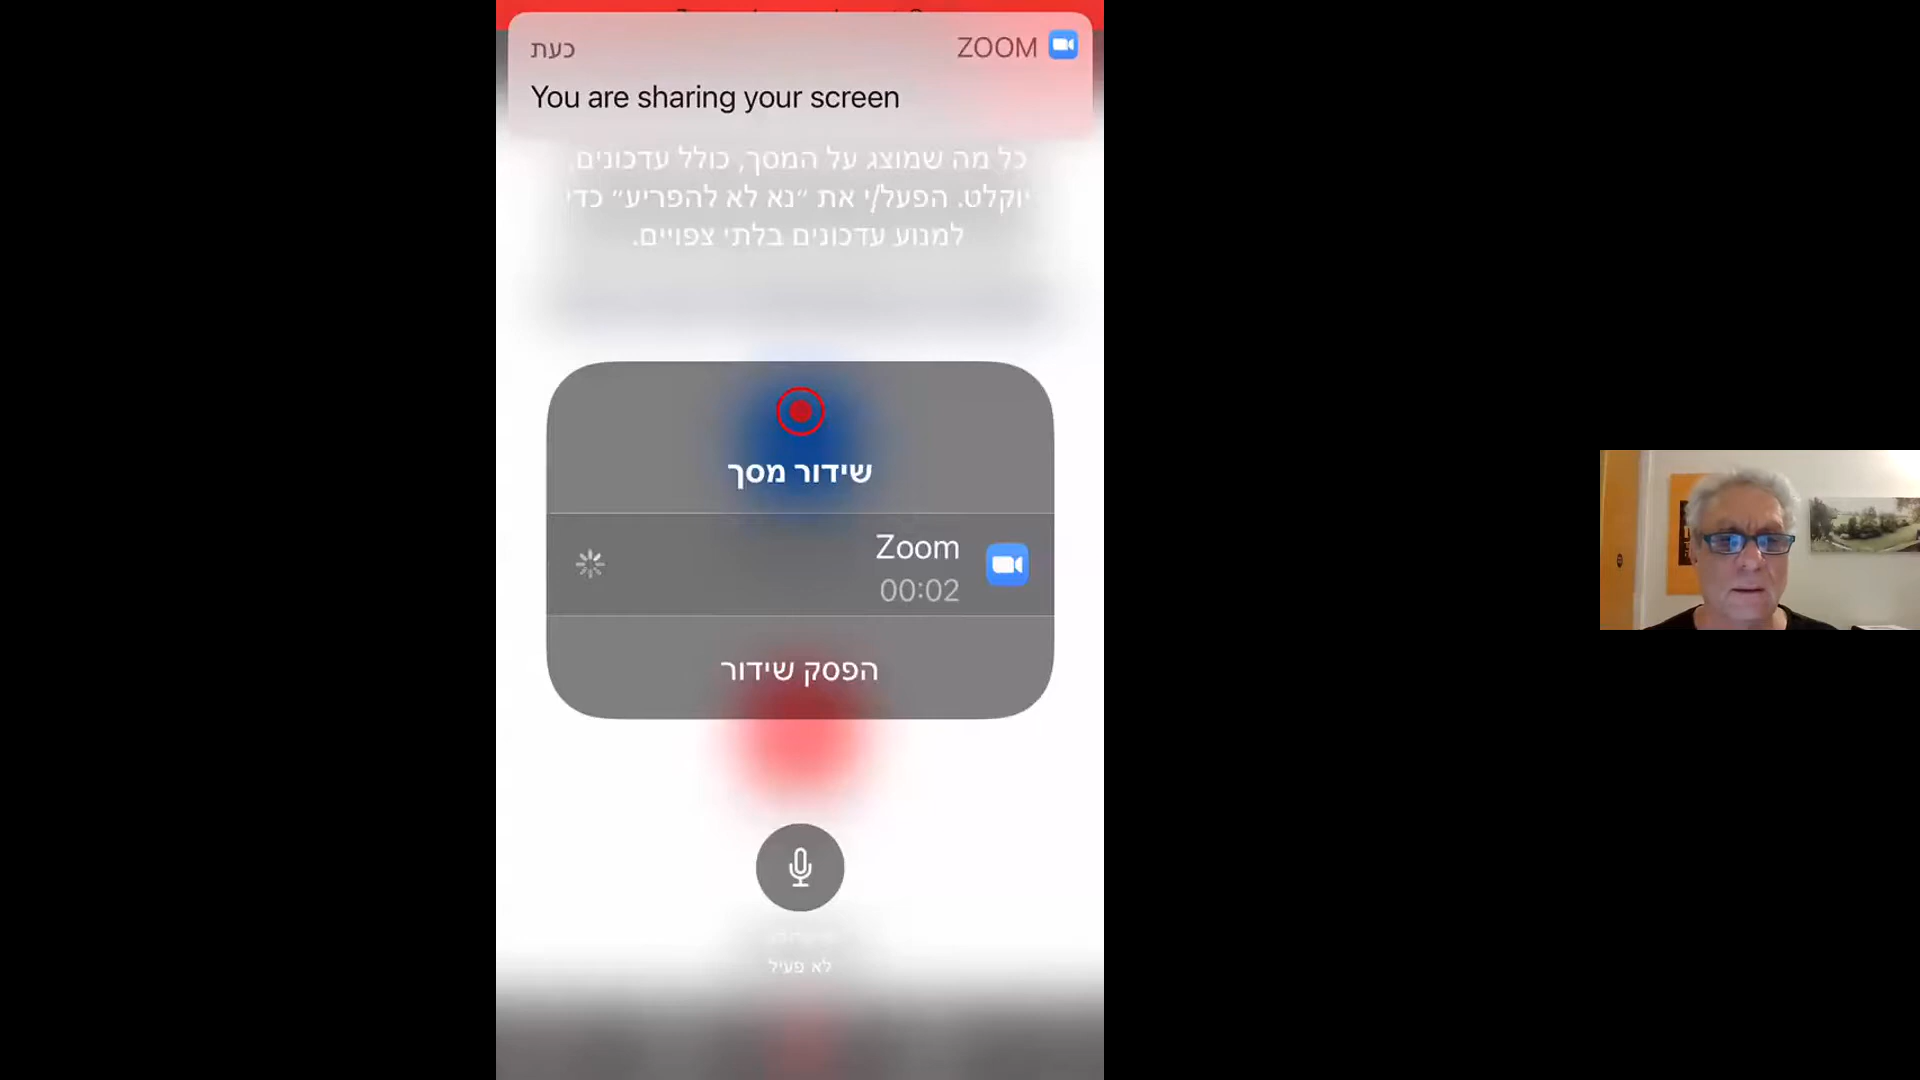 ZOOM
כעת
You are sharing your screen
כל מה שמוצג על המסך, כולל עדכונים,
יוקלט. הפעל/י את ״נא לא להפריע״ כדי
למנוע עדכונים בלתי צפויים.
שידור מסך
Zoom
00:02
הפסק שידור
לא פעיל